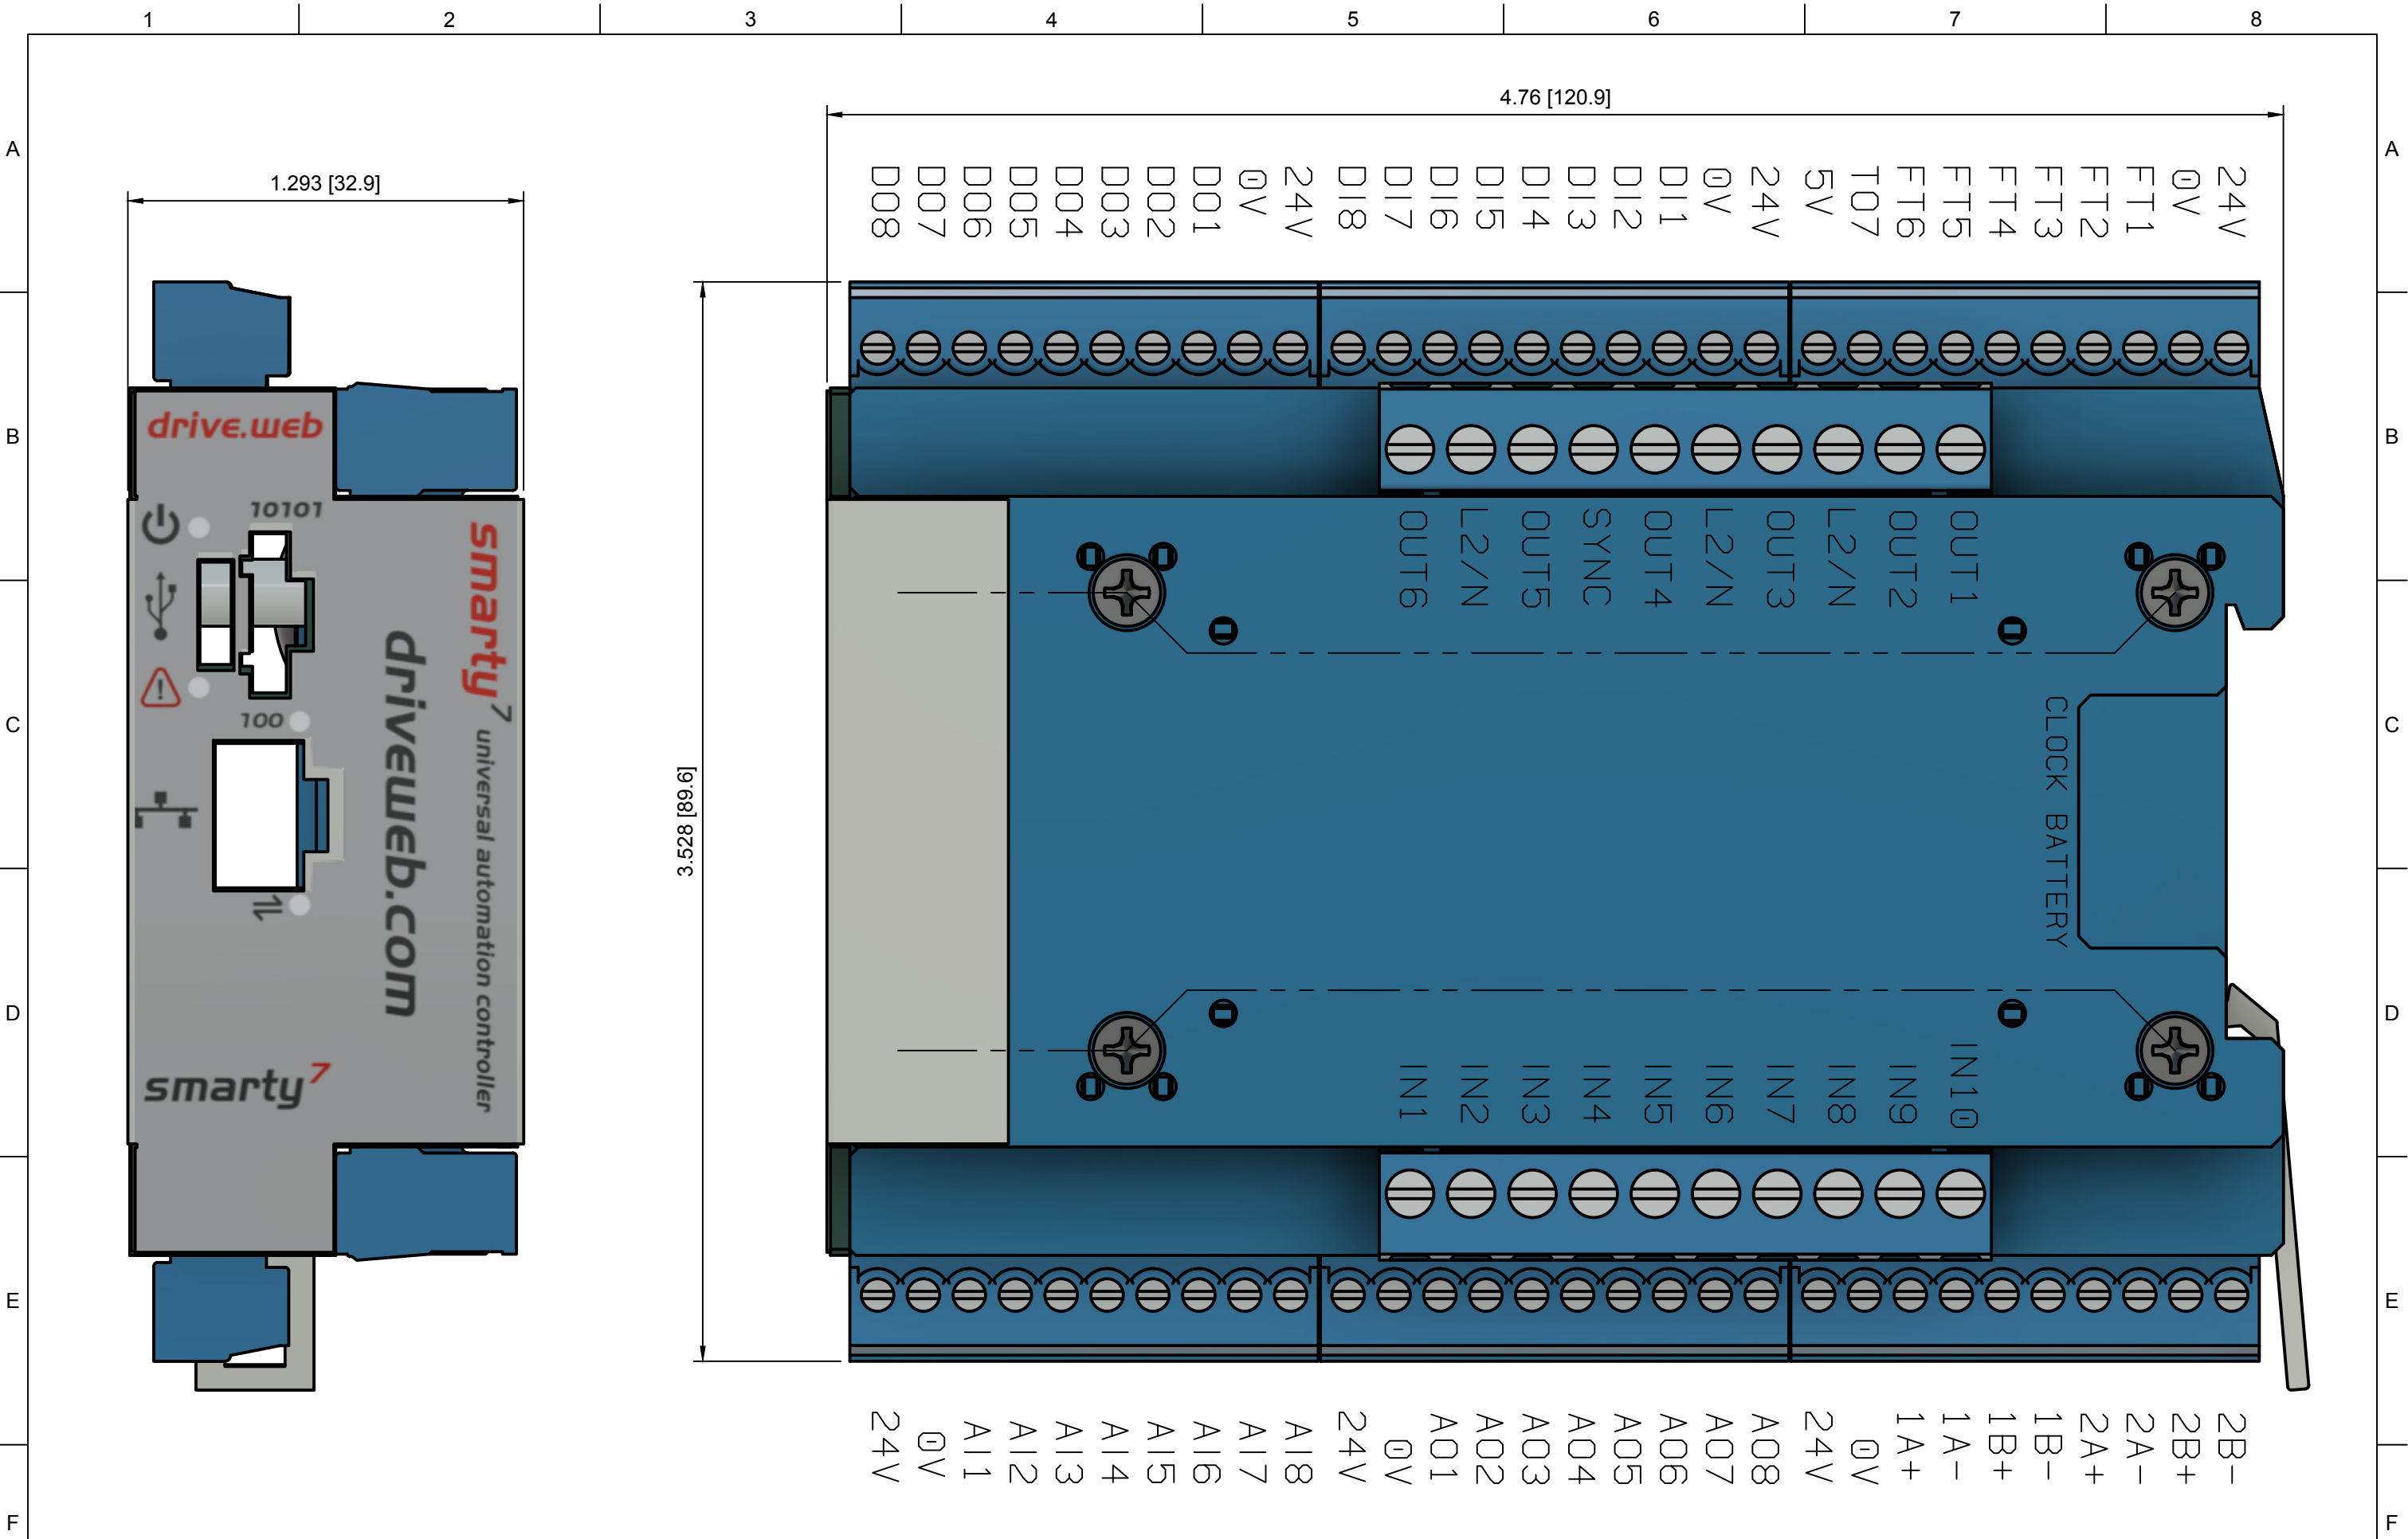 1 2 3 4 5 6 7 8
A A
B B
C C
D D
E E
F F
4.76 [120.9]
1.293 [32.9]
3.528 [89.6]
DO8 DO7 DO6 DO5 DO4 DO3 DO2 DO1 0V 24V DI8 DI7 DI6 DI5 DI4 DI3 DI2 DI1 0V 24V 5V TO7 FT6 FT5 FT4 FT3 FT2 FT1 0V 24V
drive.web
10101
100
smarty7
universal automation controller
driveweb.com
smarty7
OUT6 L2/N OUT5 SYNC OUT4 L2/N OUT3 L2/N OUT2 OUT1
CLOCK BATTERY
IN1 IN2 IN3 IN4 IN5 IN6 IN7 IN8 IN9 IN10
24V 0V AI1 AI2 AI3 AI4 AI5 AI6 AI7 AI8 24V 0V AO1 AO2 AO3 AO4 AO5 AO6 AO7 AO8 24V 0V 1A+ 1A- 1B+ 1B- 2A+ 2A- 2B+ 2B-